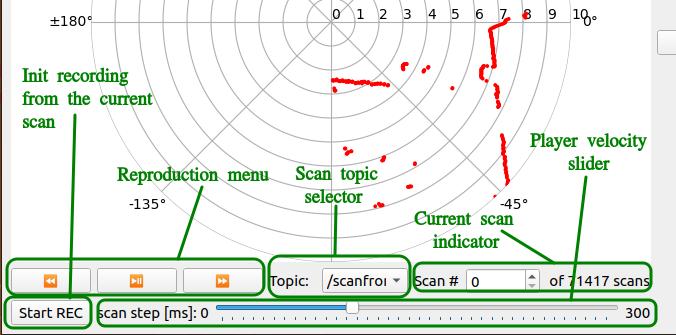 ±180°
0 1 2 3 4 5 6 7 8 9 10 0°
Init recording
from the current
scan
Reproduction menu
Scan topic
selector
Player velocity
slider
-135°
-45°
Current scan
indicator
Topic: /scanfror
Scan # 0 of 71417 scans
Start REC
scan step [ms]: 0 300